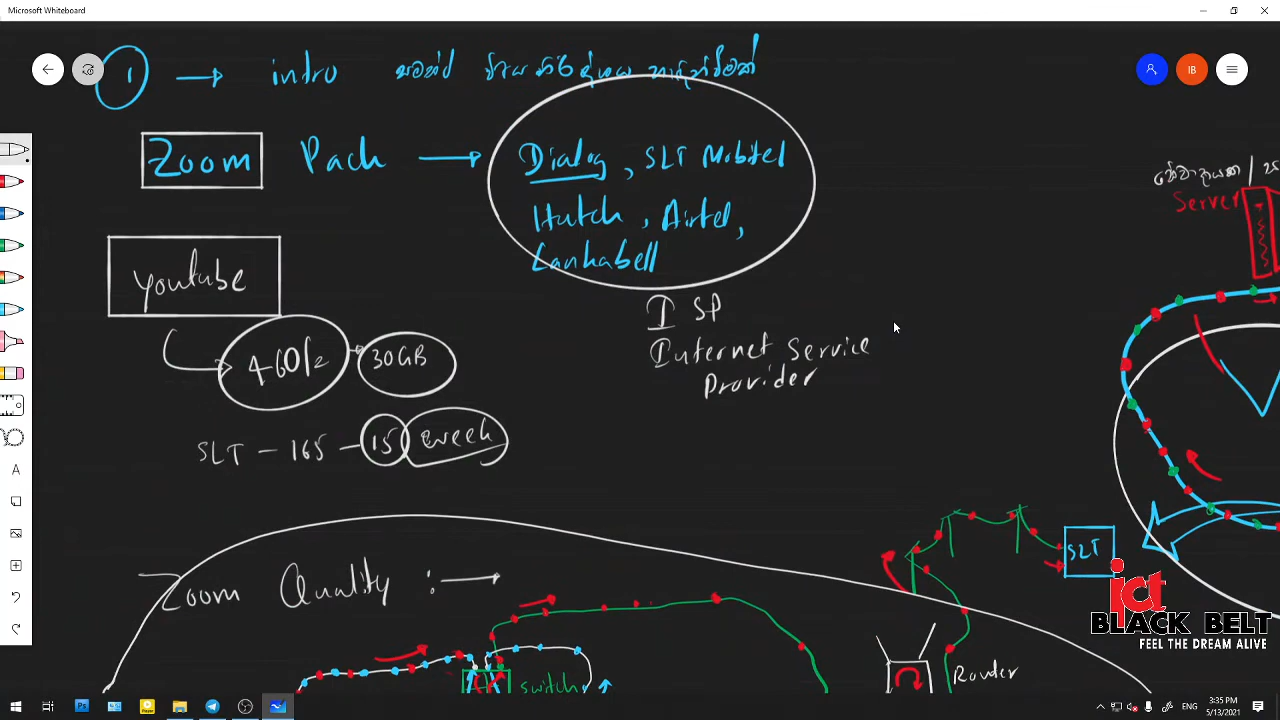 Microsoft Whiteboard
1 → intro
Zoom Pack → Dialog, SLT Mobitel
Hutch, Airtel,
Lankabell
ISP
Internet Service
Provider
Youtube
30GB
SLT - 165 - 15 week
Zoom Quality :→
switch
Router
SLT
Server
IB
A
ict
BLACK BELT
FEEL THE DREAM ALIVE
3:35 PM
5/13/2021